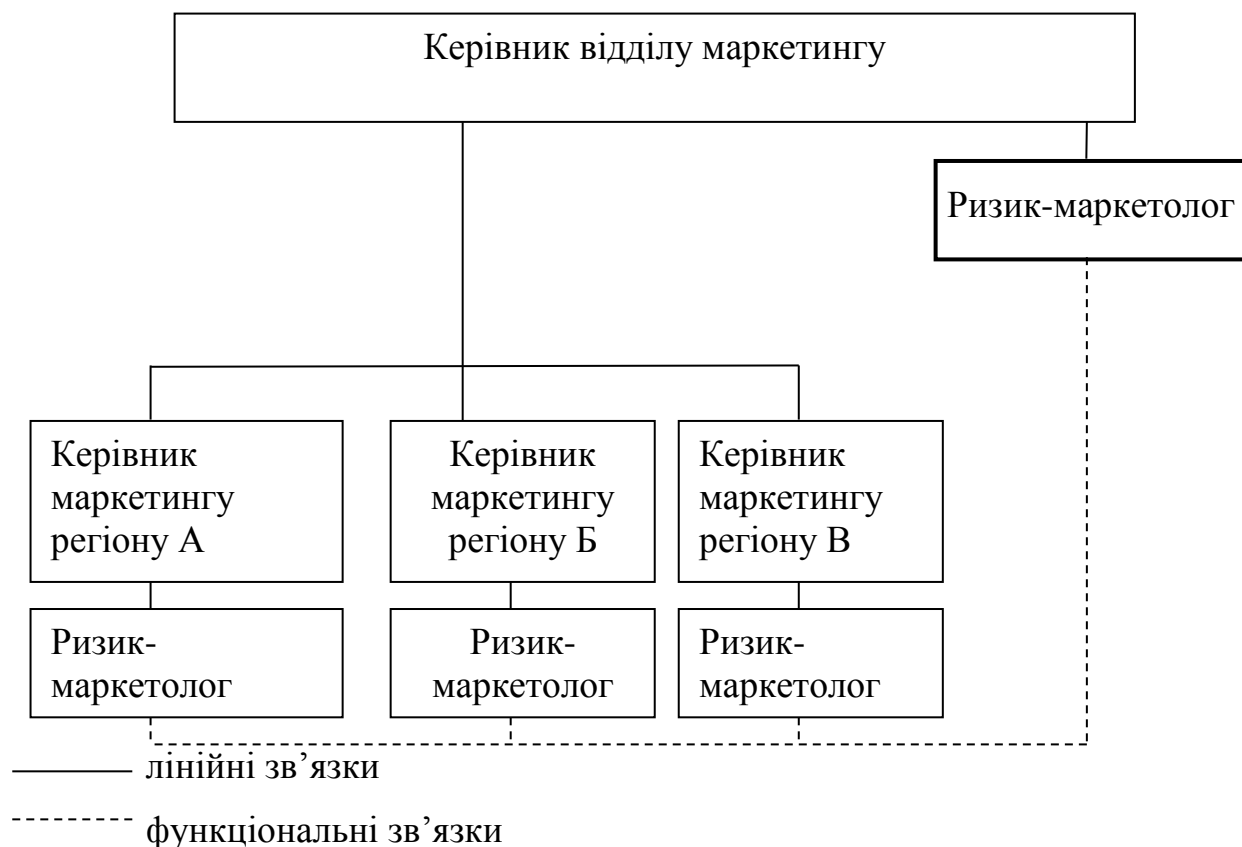 Керівник відділу маркетингу
Ризик-маркетолог
Керівник
маркетингу
регіону А
Керівник
маркетингу
регіону Б
Керівник
маркетингу
регіону В
Ризик-
маркетолог
Ризик-
маркетолог
Ризик-
маркетолог
лінійні зв’язки
функціональні зв’язки